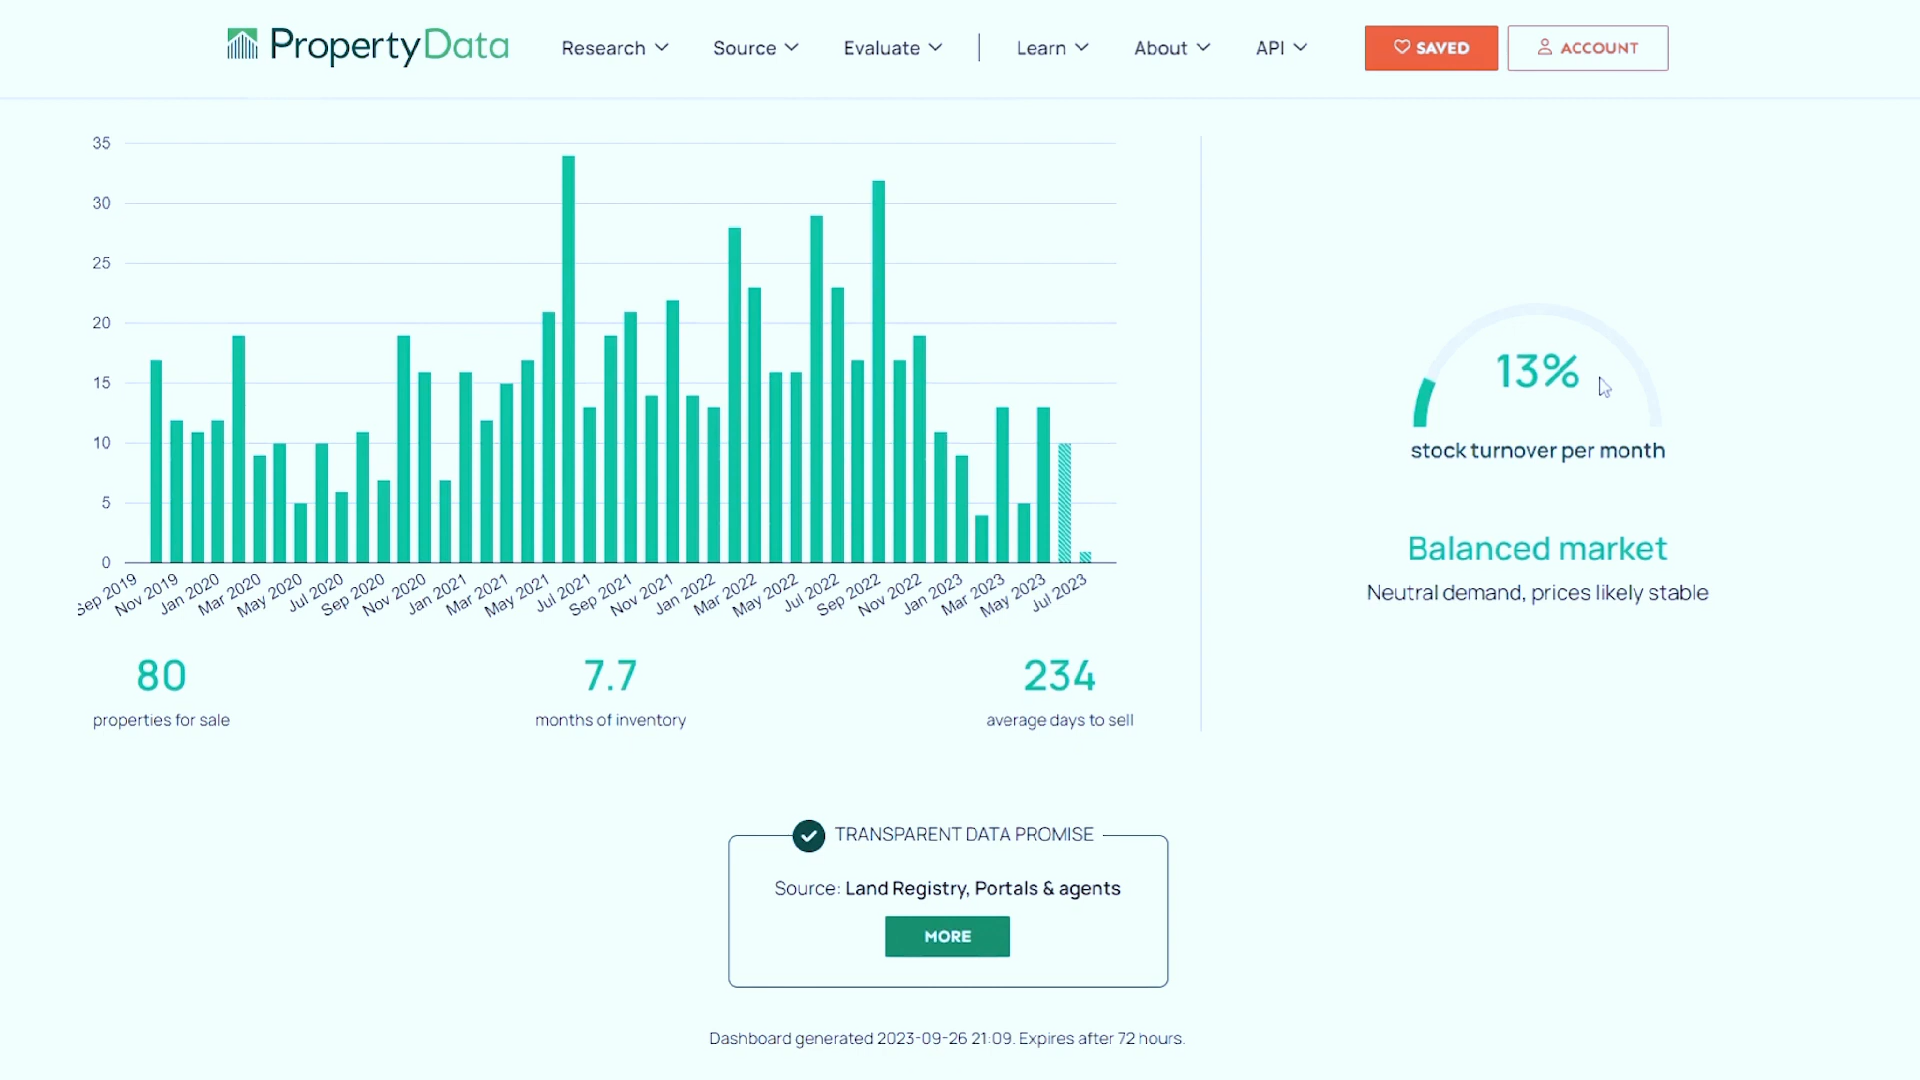 PropertyData
Research
Source
Evaluate
Learn
About
API
SAVED
ACCOUNT
35
30
25
20
15
10
5
0
Sep 2019
Nov 2019
Jan 2020
Mar 2020
May 2020
Jul 2020
Sep 2020
Nov 2020
Jan 2021
Mar 2021
May 2021
Jul 2021
Sep 2021
Nov 2021
Jan 2022
Mar 2022
May 2022
Jul 2022
Sep 2022
Nov 2022
Jan 2023
Mar 2023
May 2023
Jul 2023
80
properties for sale
7.7
months of inventory
234
average days to sell
13%
stock turnover per month
Balanced market
Neutral demand, prices likely stable
TRANSPARENT DATA PROMISE
Source: Land Registry, Portals & agents
MORE
Dashboard generated 2023-09-26 21:09. Expires after 72 hours.